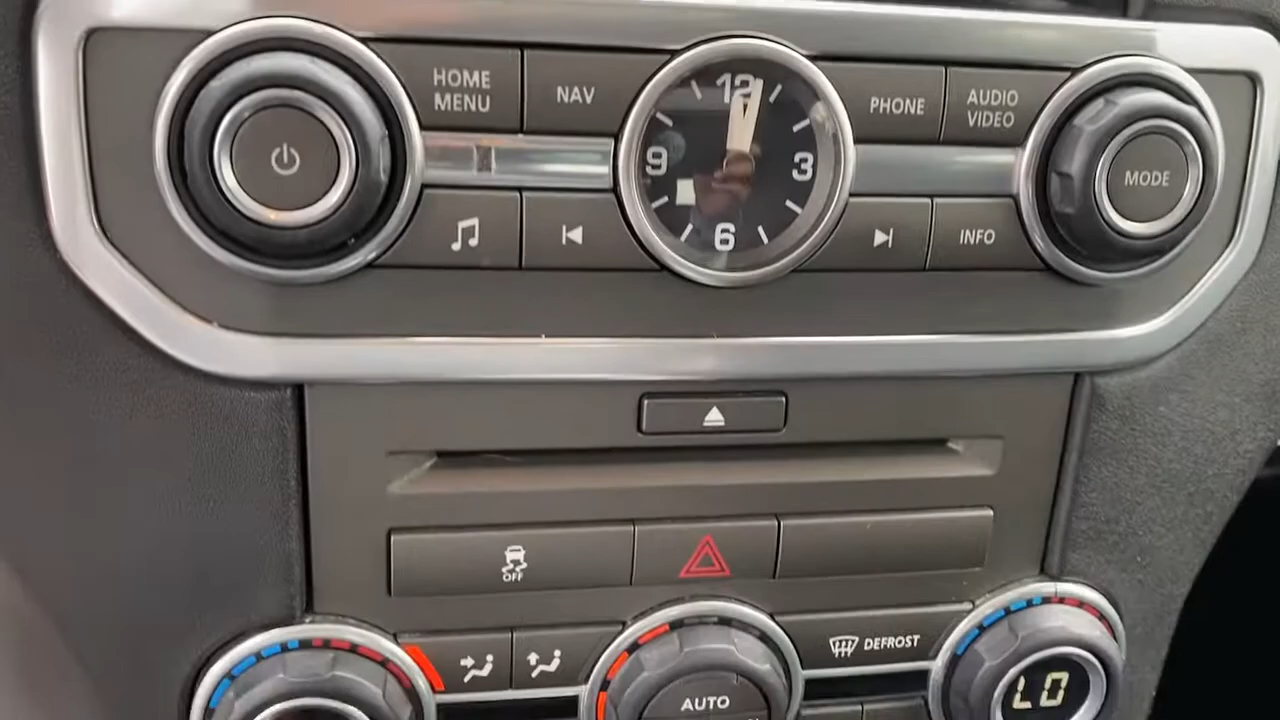 HOME
MENU
NAV
12
3
6
9
PHONE
AUDIO
VIDEO
MODE
INFO
OFF
DEFROST
AUTO
LO